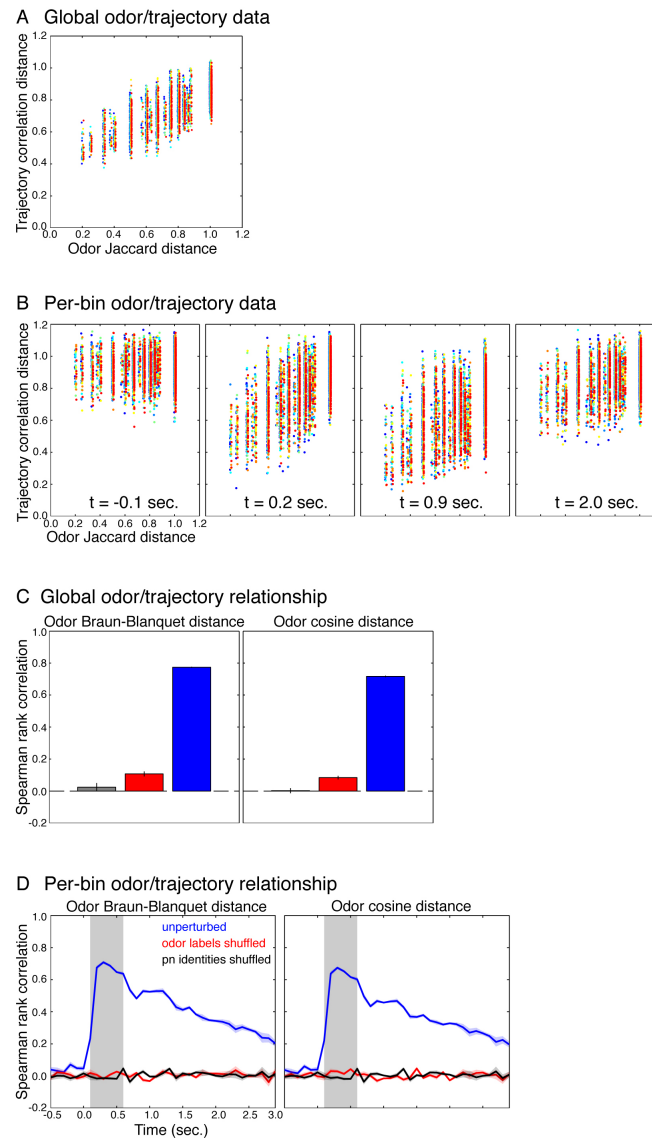 A Global odor/trajectory data
1.2
1.0
0.8
0.6
0.4
0.2
0.0
Trajectory correlation distance
0.0 0.2 0.4 0.6 0.8 1.0 1.2
Odor Jaccard distance
B Per-bin odor/trajectory data
1.2
1.0
0.8
0.6
0.4
0.2
0.0
Trajectory correlation distance
t = -0.1 sec.
t = 0.2 sec.
t = 0.9 sec.
t = 2.0 sec.
0.0 0.2 0.4 0.6 0.8 1.0 1.2
Odor Jaccard distance
C Global odor/trajectory relationship
Odor Braun-Blanquet distance
Odor cosine distance
1.0
0.8
0.6
0.4
0.2
0.0
-0.2
Spearman rank correlation
D Per-bin odor/trajectory relationship
Odor Braun-Blanquet distance
Odor cosine distance
1.0
0.8
0.6
0.4
0.2
0.0
-0.2
Spearman rank correlation
unperturbed
odor labels shuffled
pn identities shuffled
-0.5 0.0 0.5 1.0 1.5 2.0 2.5 3.0
Time (sec.)